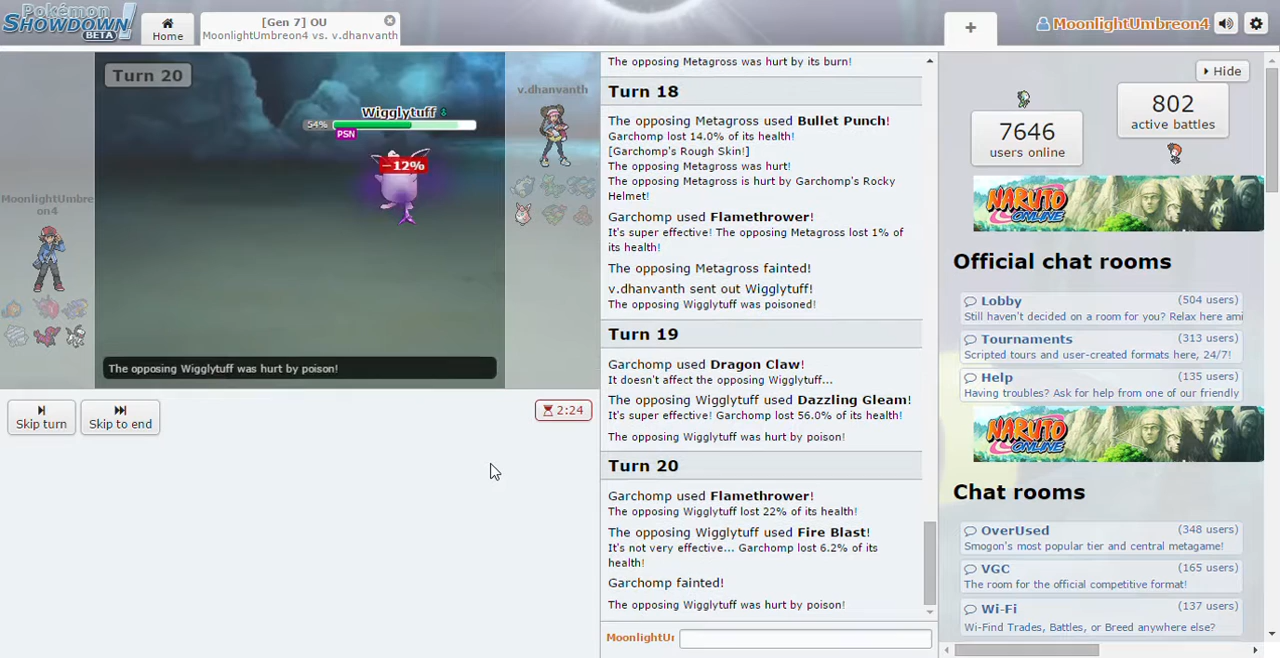 Pokémon
SHOWDOWN!
BETA
Home
[Gen 7] OU
MoonlightUmbreon4 vs. v.dhanvanth
+
MoonlightUmbreon4
Turn 20
Wigglytuff
54%
PSN
−12%
v.dhanvanth
MoonlightUmbre
on4
The opposing Wigglytuff was hurt by poison!
Skip turn
Skip to end
2:24
The opposing Metagross was hurt by its burn!
Turn 18
The opposing Metagross used Bullet Punch!
Garchomp lost 14.0% of its health!
[Garchomp's Rough Skin!]
The opposing Metagross was hurt!
The opposing Metagross is hurt by Garchomp's Rocky
Helmet!
Garchomp used Flamethrower!
It's super effective! The opposing Metagross lost 1% of
its health!
The opposing Metagross fainted!
v.dhanvanth sent out Wigglytuff!
The opposing Wigglytuff was poisoned!
Turn 19
Garchomp used Dragon Claw!
It doesn't affect the opposing Wigglytuff...
The opposing Wigglytuff used Dazzling Gleam!
It's super effective! Garchomp lost 56.0% of its health!
The opposing Wigglytuff was hurt by poison!
Turn 20
Garchomp used Flamethrower!
The opposing Wigglytuff lost 22% of its health!
The opposing Wigglytuff used Fire Blast!
It's not very effective... Garchomp lost 6.2% of its
health!
Garchomp fainted!
The opposing Wigglytuff was hurt by poison!
MoonlightUr
Hide
7646
users online
802
active battles
NARUTO
ONLINE
Official chat rooms
Lobby (504 users)
Still haven't decided on a room for you? Relax here ami
Tournaments (313 users)
Scripted tours and user-created formats here, 24/7!
Help (135 users)
Having troubles? Ask for help from one of our friendly
NARUTO
ONLINE
Chat rooms
OverUsed (348 users)
Smogon's most popular tier and central metagame!
VGC (165 users)
The room for the official competitive format!
Wi-Fi (137 users)
Wi-Find Trades, Battles, or Breed anywhere else?